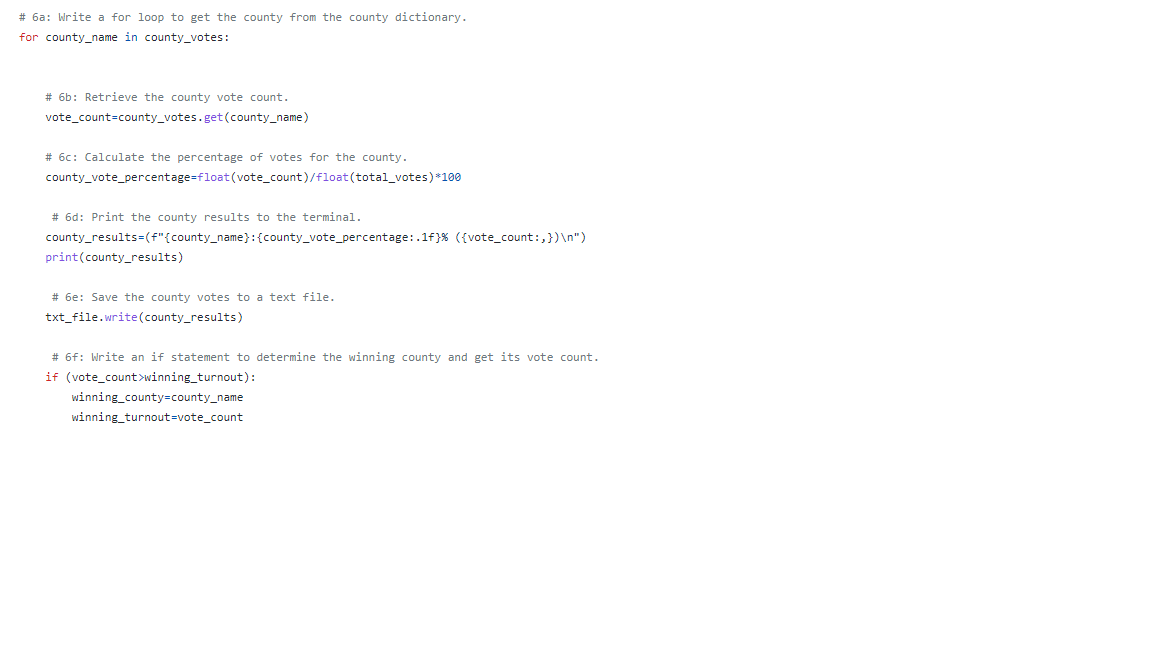 # 6a: Write a for loop to get the county from the county dictionary.
for county_name in county_votes:
# 6b: Retrieve the county vote count.
vote_count=county_votes.get(county_name)
# 6c: Calculate the percentage of votes for the county.
county_vote_percentage=float(vote_count)/float(total_votes)*100
# 6d: Print the county results to the terminal.
county_results=(f"{county_name}:{county_vote_percentage:.1f}% ({vote_count:,})\n")
print(county_results)
# 6e: Save the county votes to a text file.
txt_file.write(county_results)
# 6f: Write an if statement to determine the winning county and get its vote count.
if (vote_count>winning_turnout):
winning_county=county_name
winning_turnout=vote_count